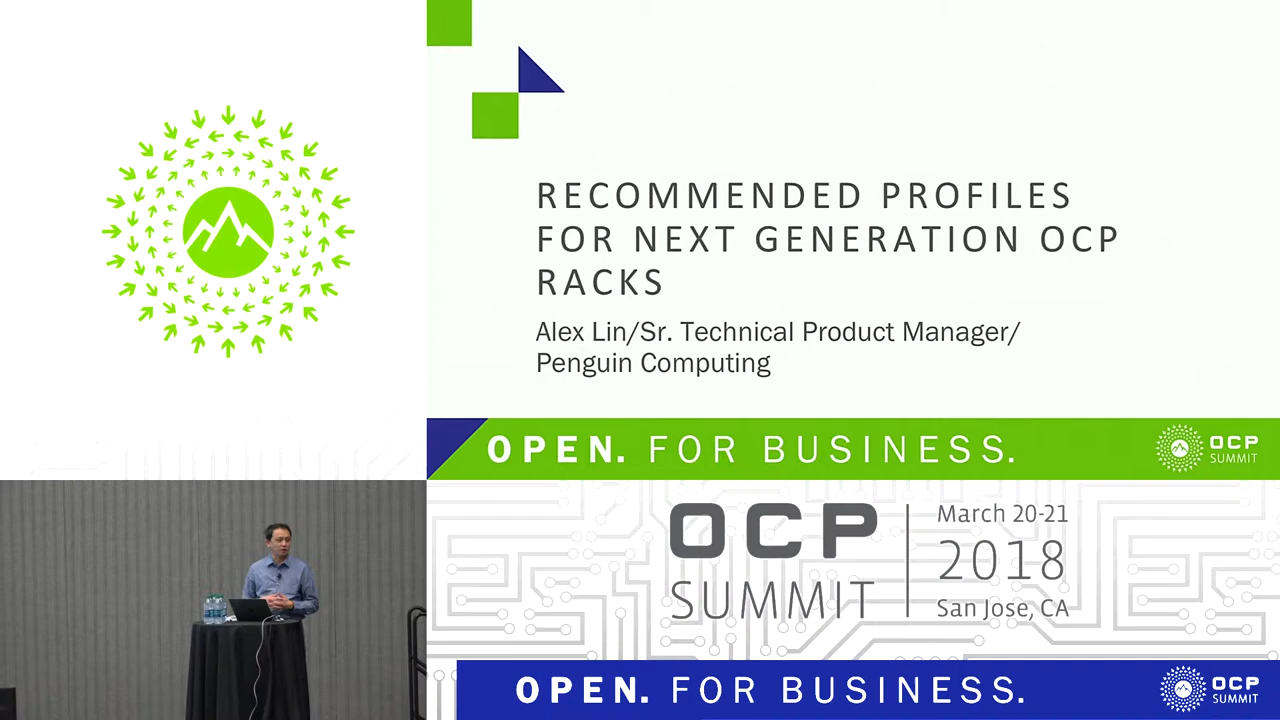 RECOMMENDED PROFILES
FOR NEXT GENERATION OCP
RACKS
Alex Lin/Sr. Technical Product Manager/
Penguin Computing
OPEN. FOR BUSINESS.
OCP
SUMMIT
OCP
SUMMIT
March 20-21
2018
San Jose, CA
OPEN. FOR BUSINESS.
OCP
SUMMIT